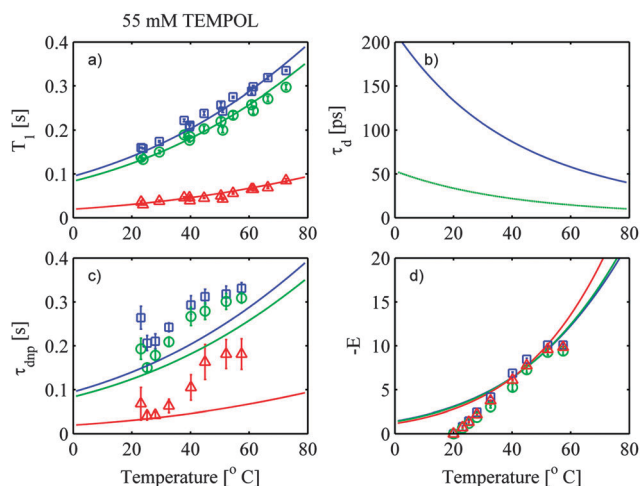 55 mM TEMPOL
a)
T1 [s]
0.4
0.3
0.2
0.1
0
0 20 40 60 80
b)
τd [ps]
200
150
100
50
0
0 20 40 60 80
c)
τdnp [s]
0.4
0.3
0.2
0.1
0
0 20 40 60 80
Temperature [° C]
d)
-E
20
15
10
5
0
0 20 40 60 80
Temperature [° C]